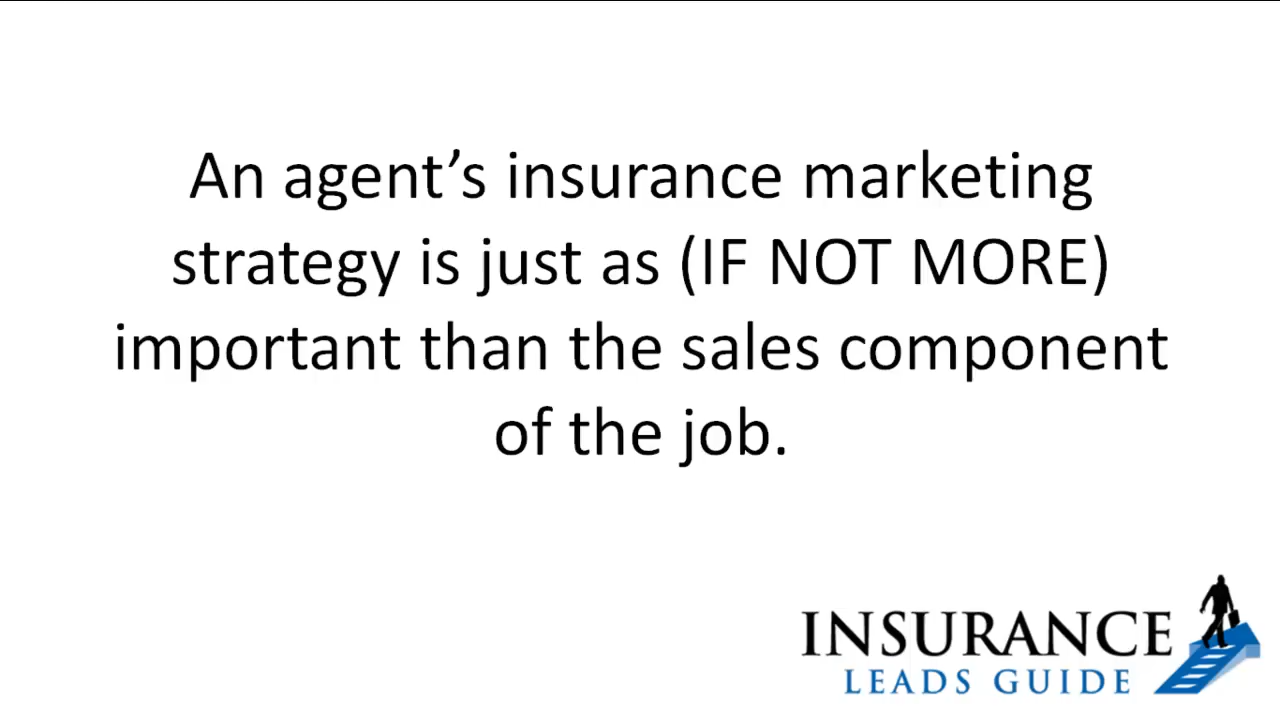 An agent’s insurance marketing
strategy is just as (IF NOT MORE)
important than the sales component
of the job.
INSURANCE
LEADS GUIDE